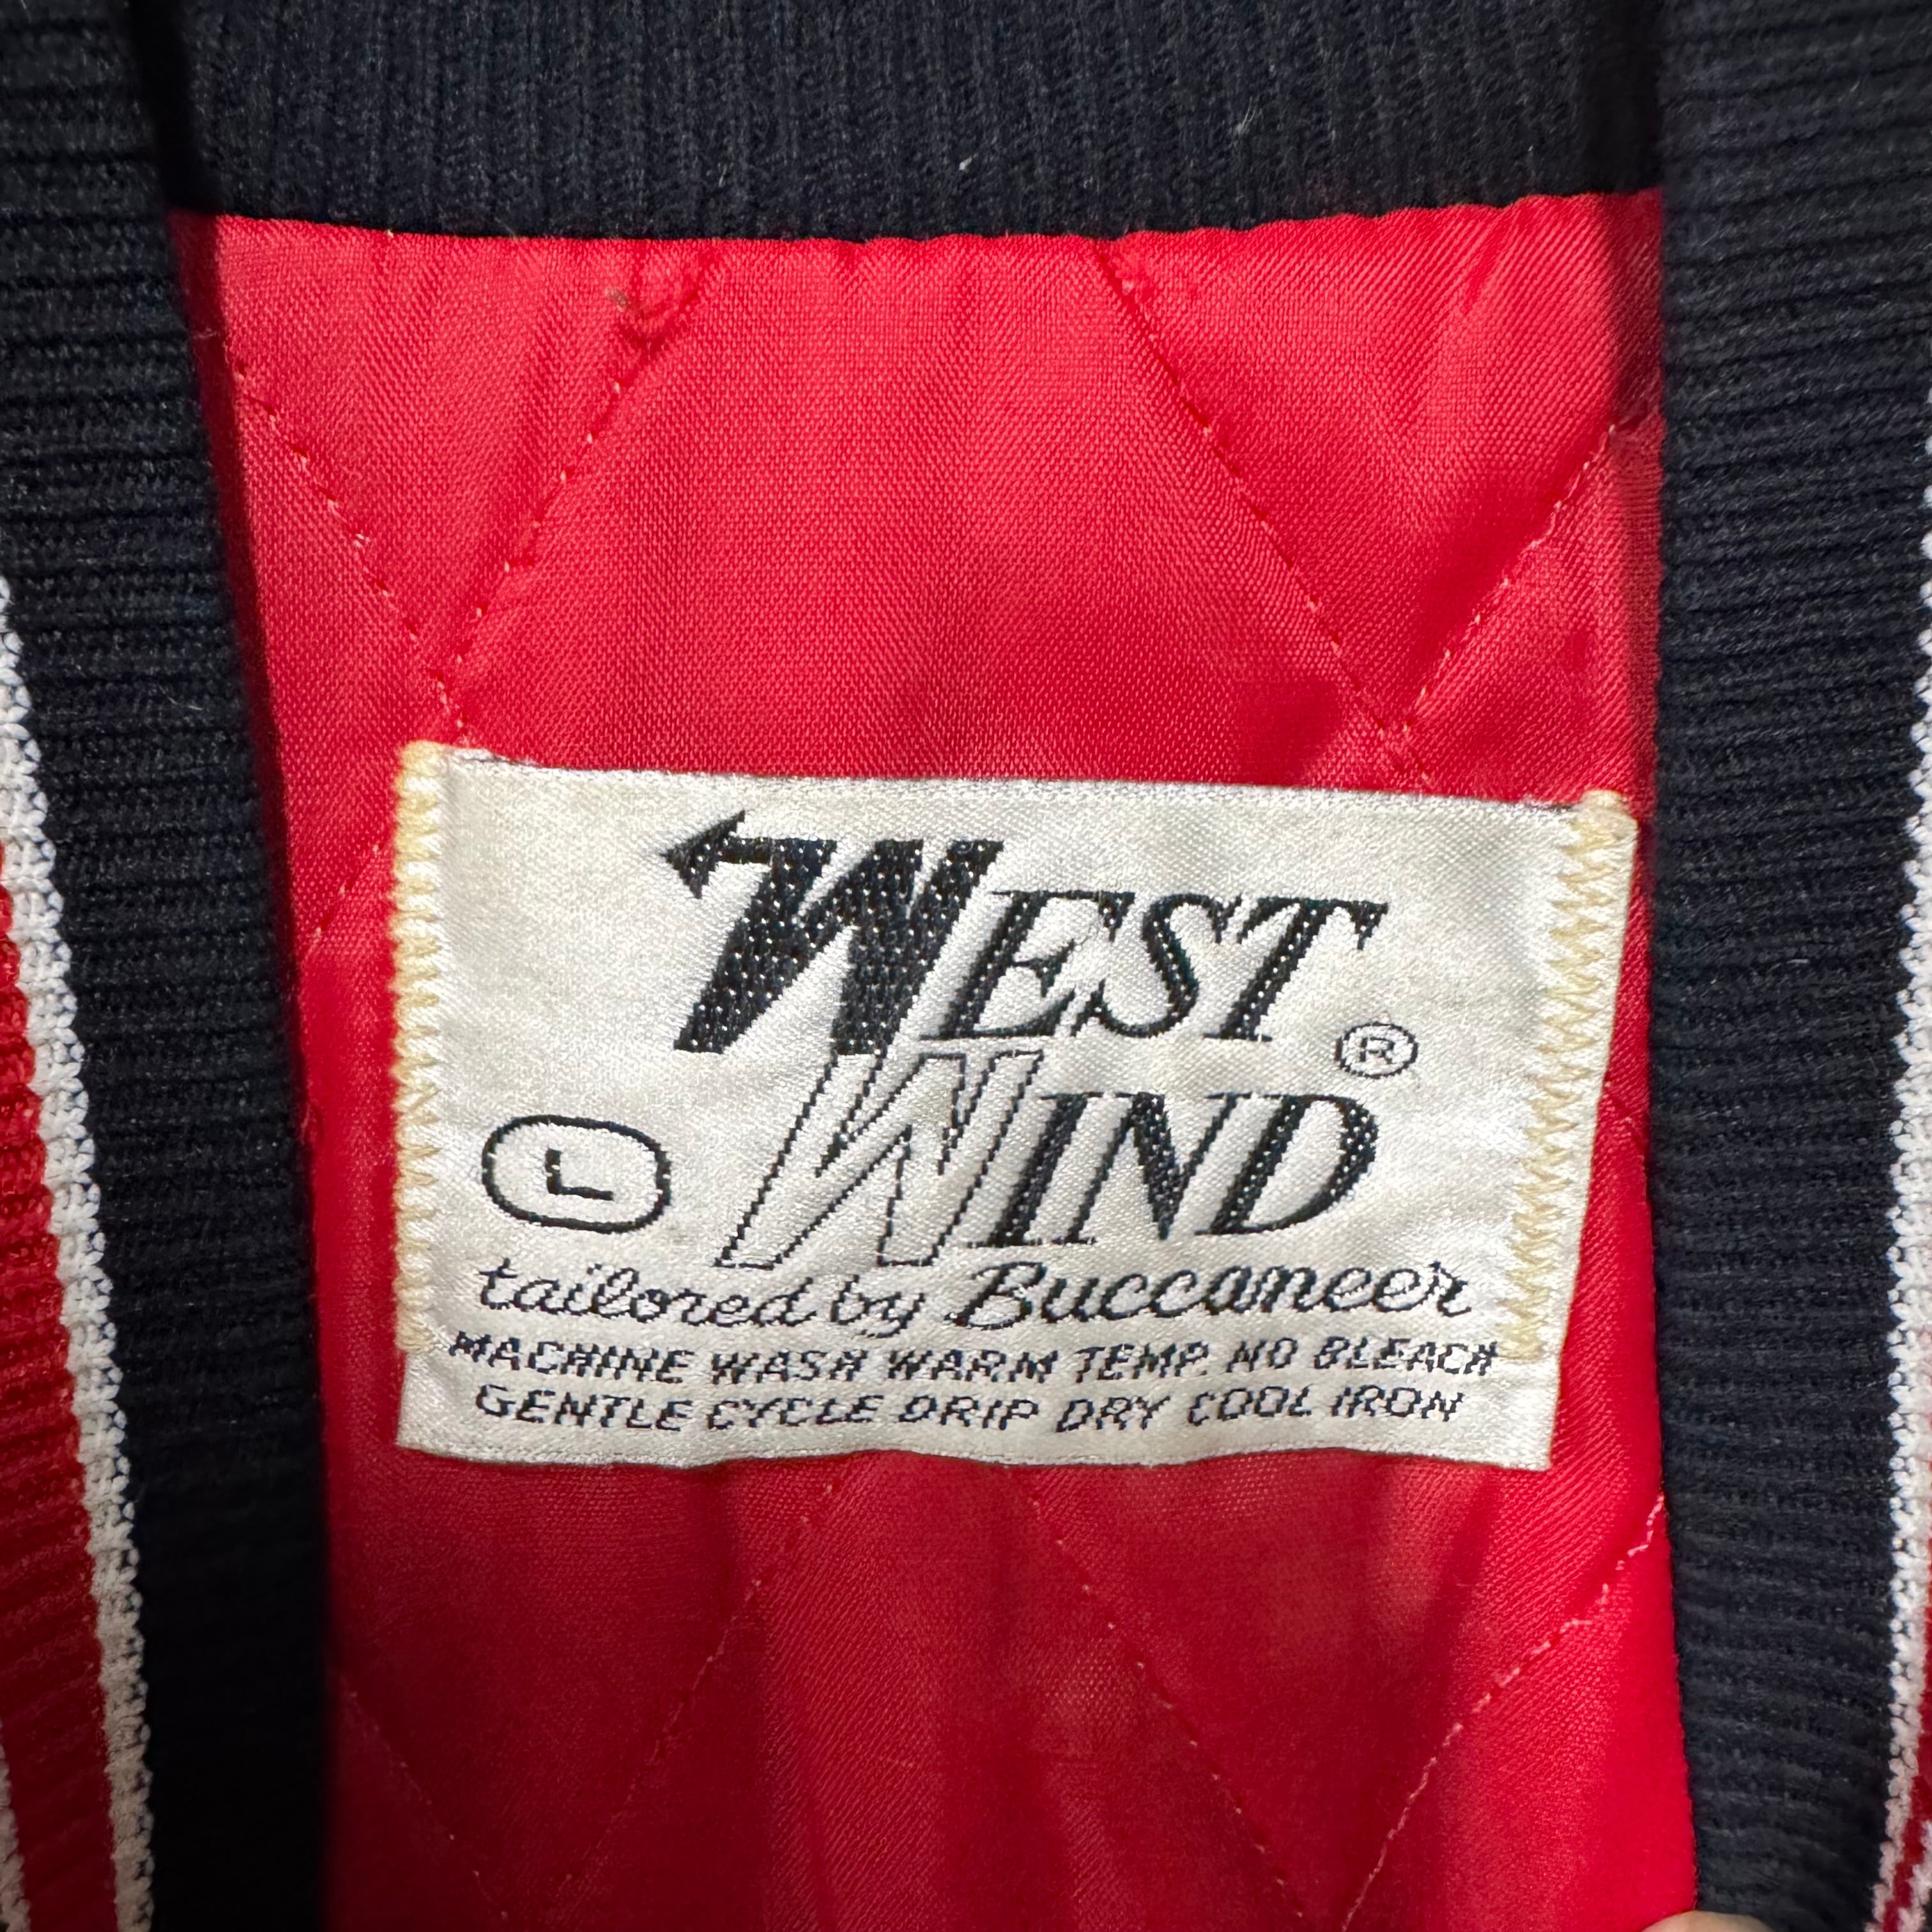 WEST
WIND ®
L
tailored by Buccaneer
MACHINE WASH WARM TEMP. NO BLEACH
GENTLE CYCLE DRIP DRY COOL IRON